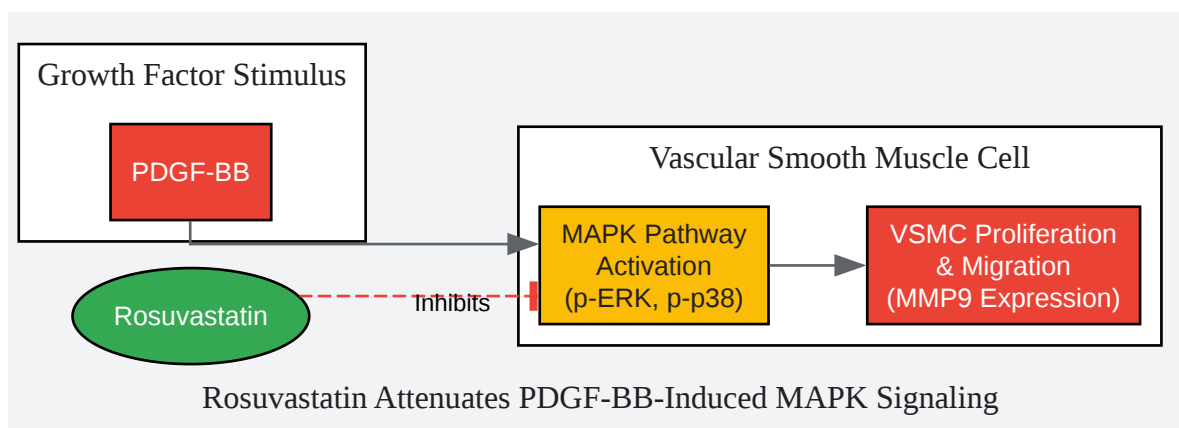 Growth Factor Stimulus
PDGF-BB
Vascular Smooth Muscle Cell
MAPK Pathway
Activation
(p-ERK, p-p38)
VSMC Proliferation
& Migration
(MMP9 Expression)
Inhibits
Rosuvastatin
Rosuvastatin Attenuates PDGF-BB-Induced MAPK Signaling